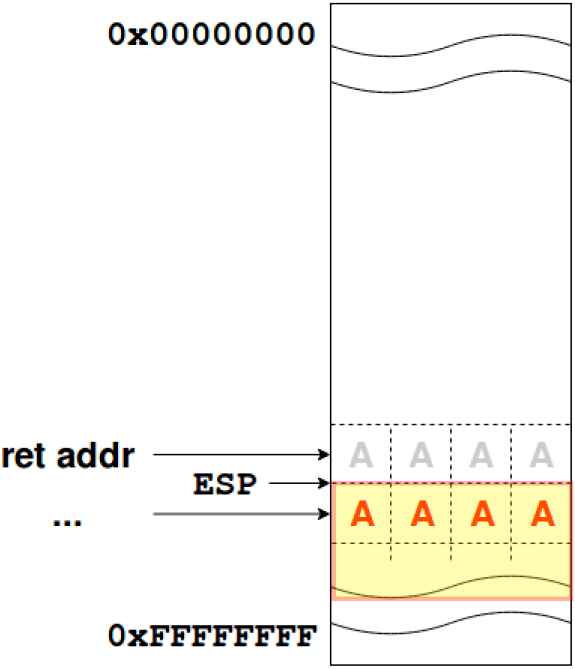 0x00000000
ret addr A A A A
ESP
... A A A A
0xFFFFFFFF